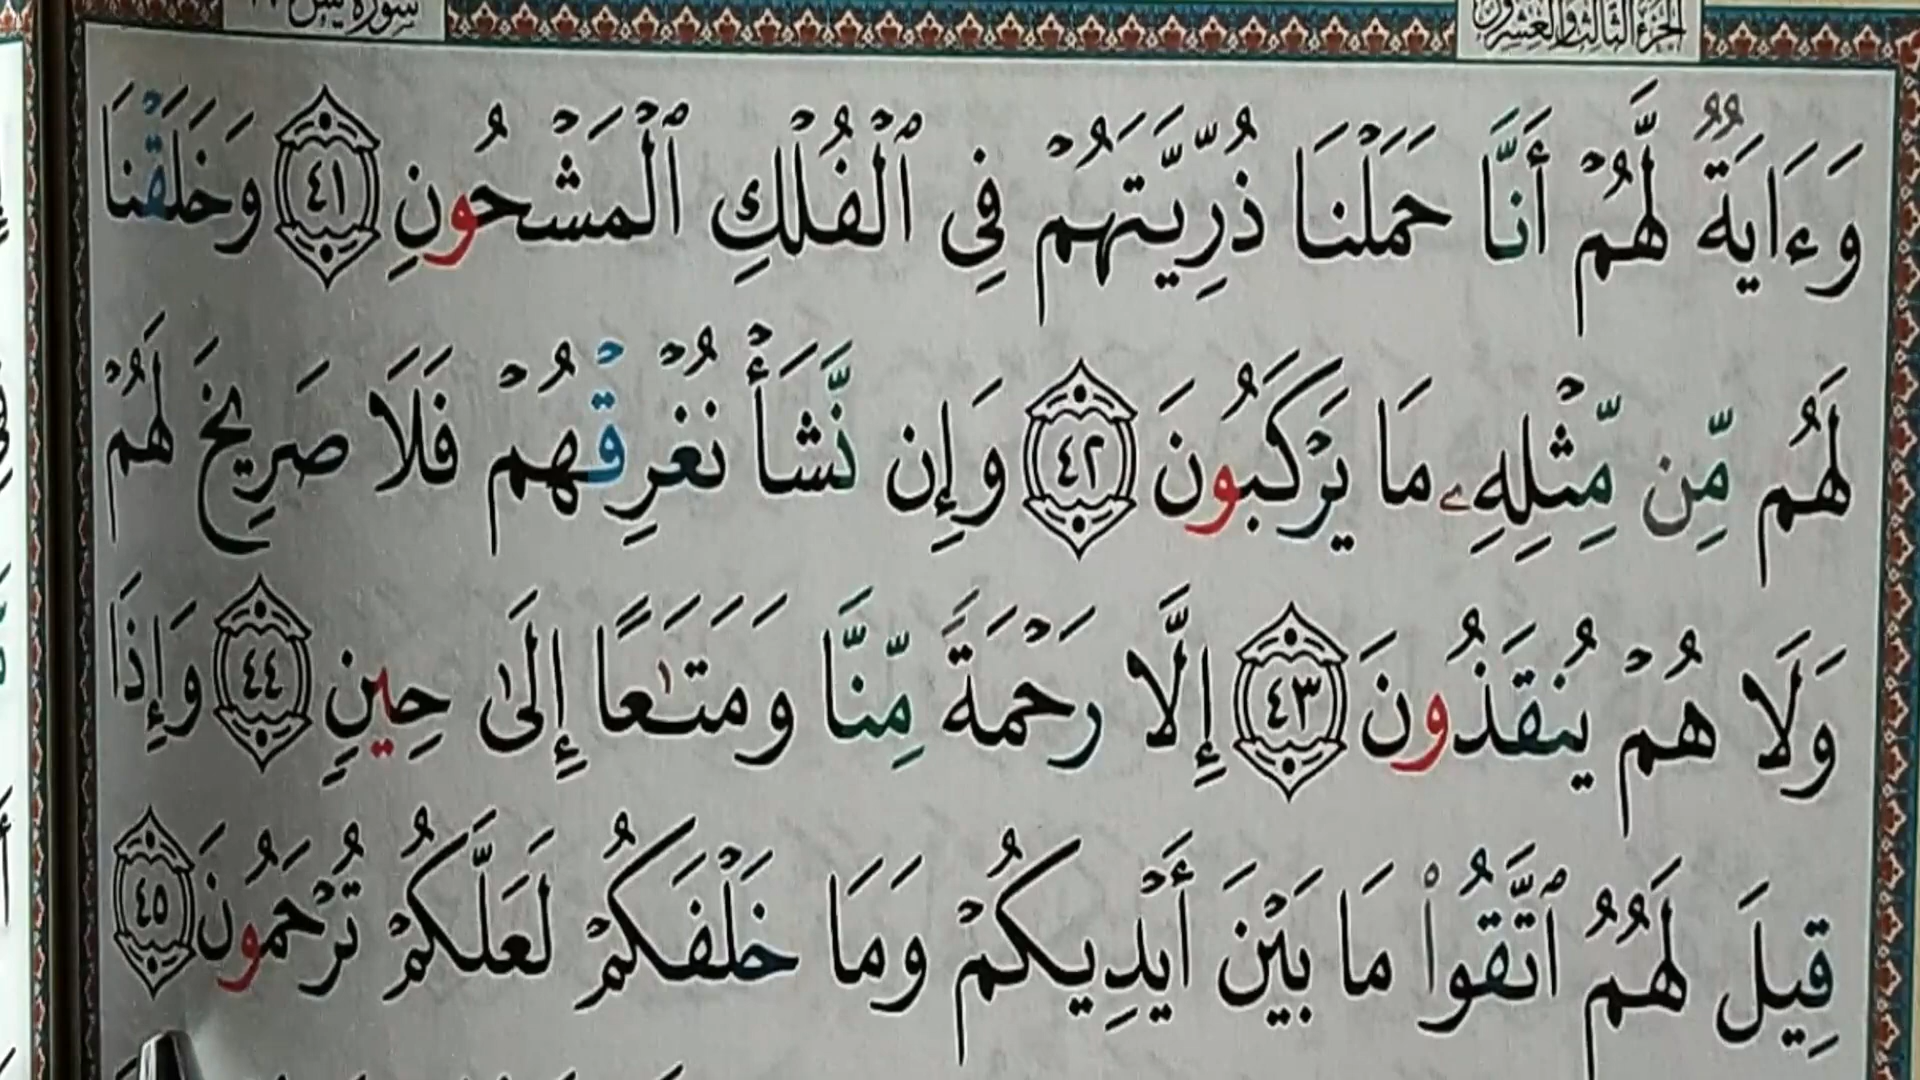 سورة يس
الجزء الثالث والعشرون
وَءَايَةٌ لَّهُمْ أَنَّا حَمَلْنَا ذُرِّيَّتَهُمْ فِى ٱلْفُلْكِ ٱلْمَشْحُونِ ٤١ وَخَلَقْنَا
لَهُم مِّن مِّثْلِهِۦ مَا يَرْكَبُونَ ٤٢ وَإِن نَّشَأْ نُغْرِقْهُمْ فَلَا صَرِيخَ لَهُمْ
وَلَا هُمْ يُنقَذُونَ ٤٣ إِلَّا رَحْمَةً مِّنَّا وَمَتَـٰعًا إِلَىٰ حِينٍ ٤٤ وَإِذَا
قِيلَ لَهُمُ ٱتَّقُوا۟ مَا بَيْنَ أَيْدِيكُمْ وَمَا خَلْفَكُمْ لَعَلَّكُمْ تُرْحَمُونَ ٤٥